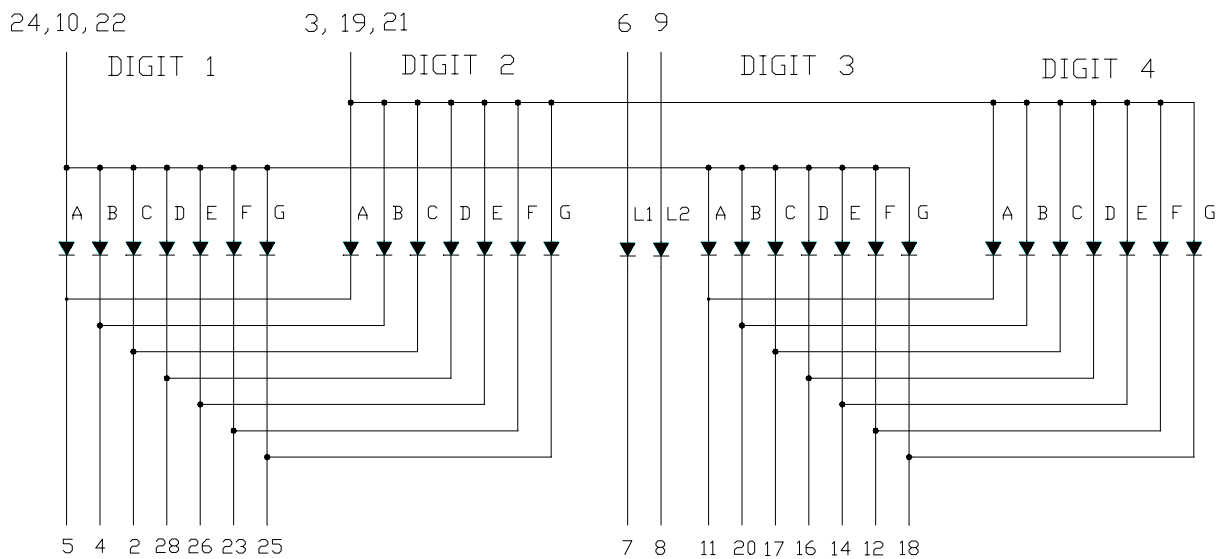 24,10,22 3, 19,21 6 9
DIGIT 1 DIGIT 2 DIGIT 3 DIGIT 4
A B C D E F G A B C D E F G L1 L2 A B C D E F G A B C D E F G
5 4 2 28 26 23 25 7 8 11 20 17 16 14 12 18